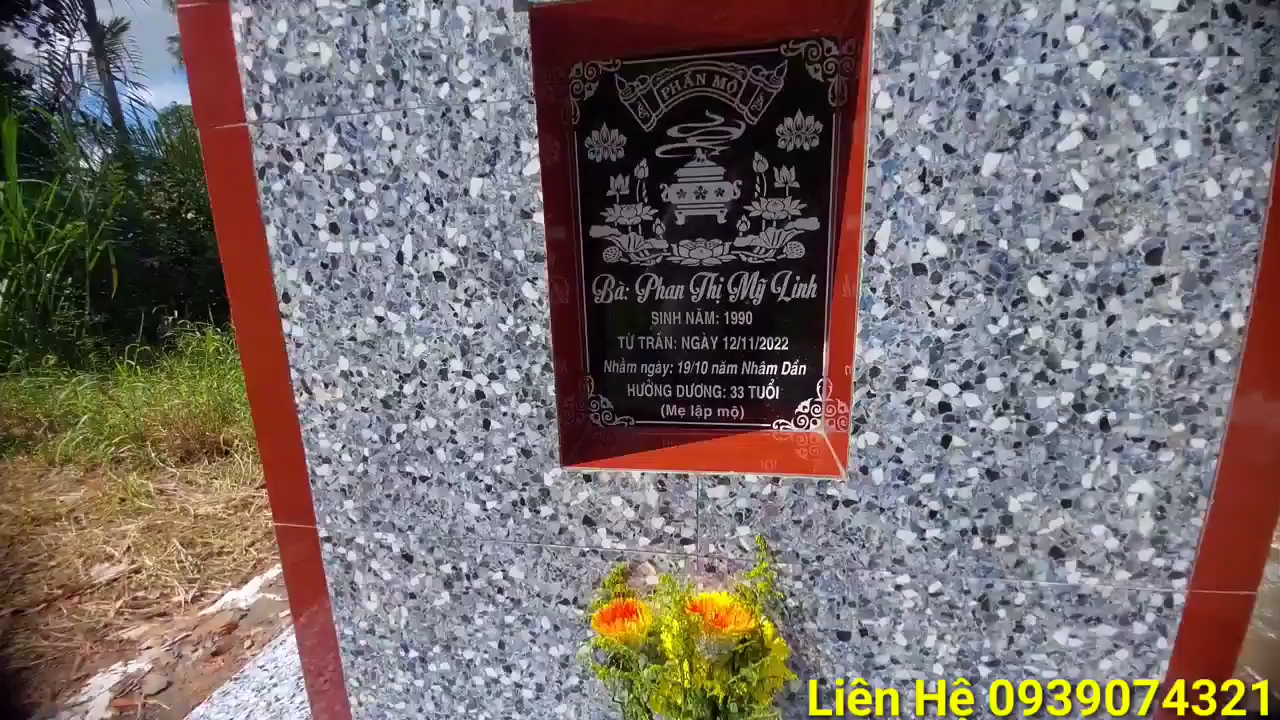 PHẦN MỘ
Bà: Phan Thị Mỹ Linh
SINH NĂM: 1990
TỪ TRẦN: NGÀY 12/11/2022
Nhằm ngày: 19/10 năm Nhâm Dần
HƯỞNG DƯƠNG: 33 TUỔI
(Mẹ lập mộ)
Liên Hệ 0939074321